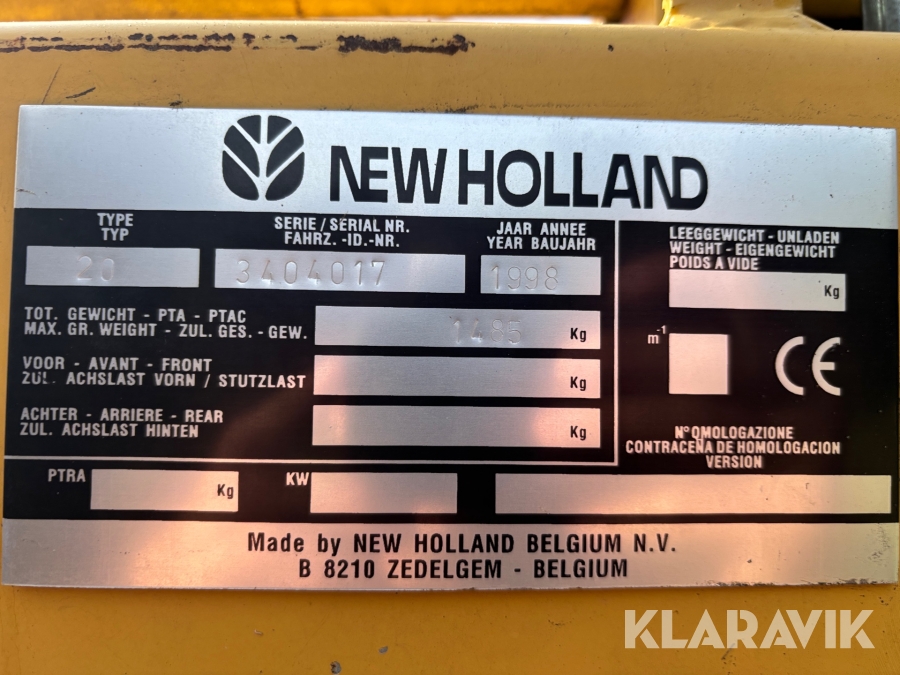 NEW HOLLAND
TYPE
TYP
20
SERIE / SERIAL NR.
FAHRZ. -ID.-NR.
3404017
JAAR ANNEE
YEAR BAUJAHR
1998
TOT. GEWICHT - PTA - PTAC
MAX. GR. WEIGHT - ZUL. GES. - GEW.
1485 Kg
VOOR - AVANT - FRONT
ZUL. ACHSLAST VORN / STUTZLAST
Kg
ACHTER - ARRIERE - REAR
ZUL. ACHSLAST HINTEN
Kg
LEEGGEWICHT - UNLADEN
WEIGHT - EIGENGEWICHT
POIDS A VIDE
Kg
m-1
CE
N° OMOLOGAZIONE
CONTRACEÑA DE HOMOLOGACION
VERSION
PTRA
Kg
KW
Made by NEW HOLLAND BELGIUM N.V.
B 8210 ZEDELGEM - BELGIUM
KLARAVIK